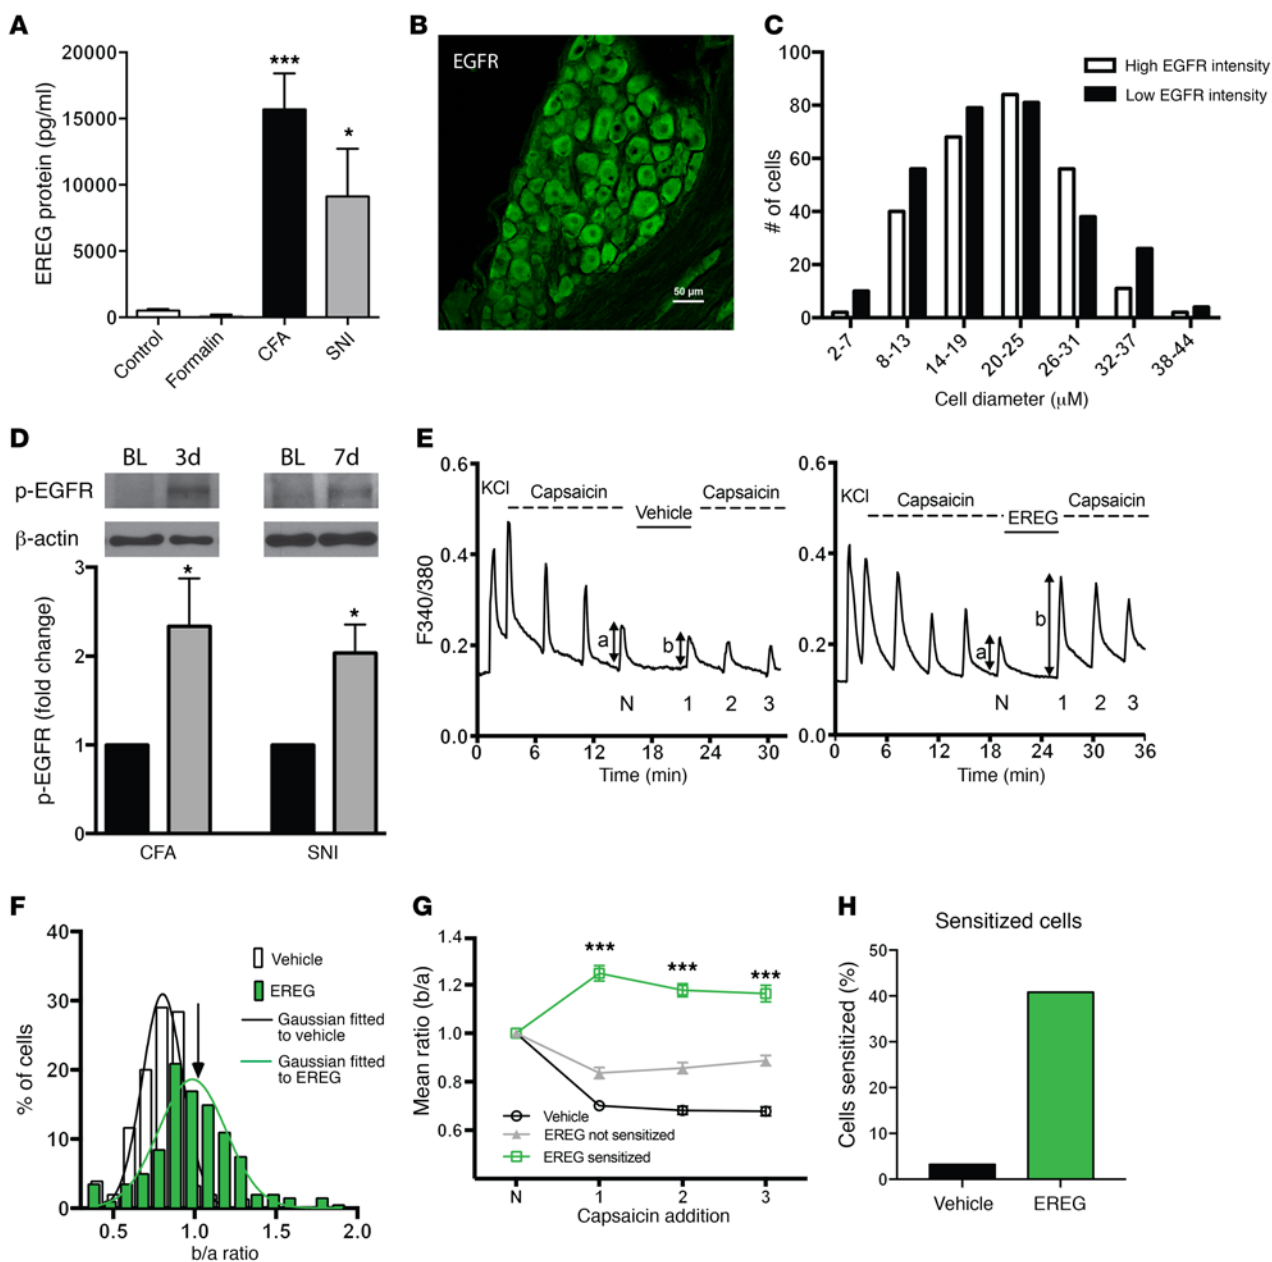 A
EREG protein (pg/ml)
20000
15000
10000
5000
0
***
*
Control
Formalin
CFA
SNI
B
EGFR
50 μm
C
# of cells
100
80
60
40
20
0
High EGFR intensity
Low EGFR intensity
2-7
8-13
14-19
20-25
26-31
32-37
38-44
Cell diameter (μM)
D
BL 3d BL 7d
p-EGFR
β-actin
p-EGFR (fold change)
3
2
1
0
*
*
CFA
SNI
E
F340/380
0.6
0.4
0.2
0.0
KCl
Capsaicin
Vehicle
Capsaicin
a
b
N 1 2 3
0 6 12 18 24 30
Time (min)
0.6
0.4
0.2
0.0
KCl
Capsaicin
EREG
Capsaicin
a
b
N 1 2 3
0 6 12 18 24 30 36
Time (min)
F
% of cells
40
30
20
10
0
Vehicle
EREG
Gaussian fitted
to vehicle
Gaussian fitted
to EREG
0.5 1.0 1.5 2.0
b/a ratio
G
Mean ratio (b/a)
1.4
1.2
1.0
0.8
0.6
***
***
***
Vehicle
EREG not sensitized
EREG sensitized
N 1 2 3
Capsaicin addition
H
Sensitized cells
Cells sensitized (%)
50
40
30
20
10
0
Vehicle
EREG